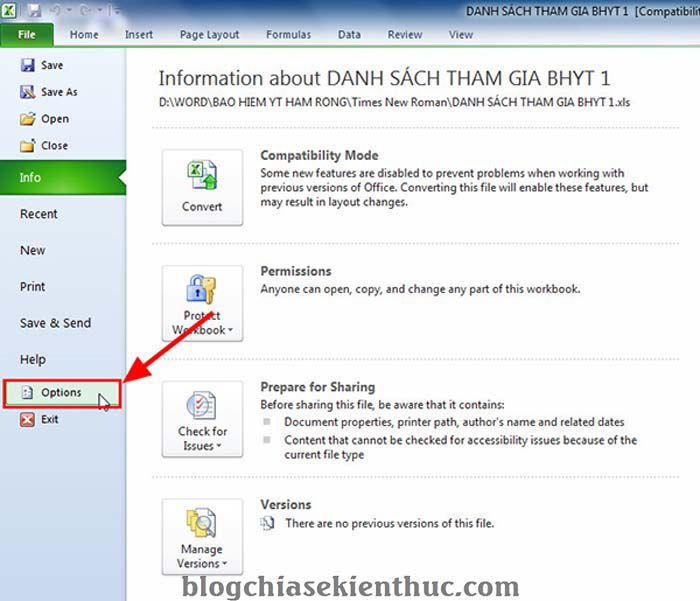 DANH SÁCH THAM GIA BHYT 1 [Compatibili
File Home Insert Page Layout Formulas Data Review View
Save
Save As
Open
Close
Info
Recent
New
Print
Save & Send
Help
Options
Exit
Information about DANH SÁCH THAM GIA BHYT 1
D:\WORD\BAO HIEM YT HAM RONG\Times New Roman\DANH SÁCH THAM GIA BHYT 1.xls
Convert
Compatibility Mode
Some new features are disabled to prevent problems when working with
previous versions of Office. Converting this file will enable these features, but
may result in layout changes.
Protect
Workbook
Permissions
Anyone can open, copy, and change any part of this workbook.
Check for
Issues
Prepare for Sharing
Before sharing this file, be aware that it contains:
Document properties, printer path, author's name and related dates
Content that cannot be checked for accessibility issues because of the
current file type
Manage
Versions
Versions
There are no previous versions of this file.
blogchiasekienthuc.com